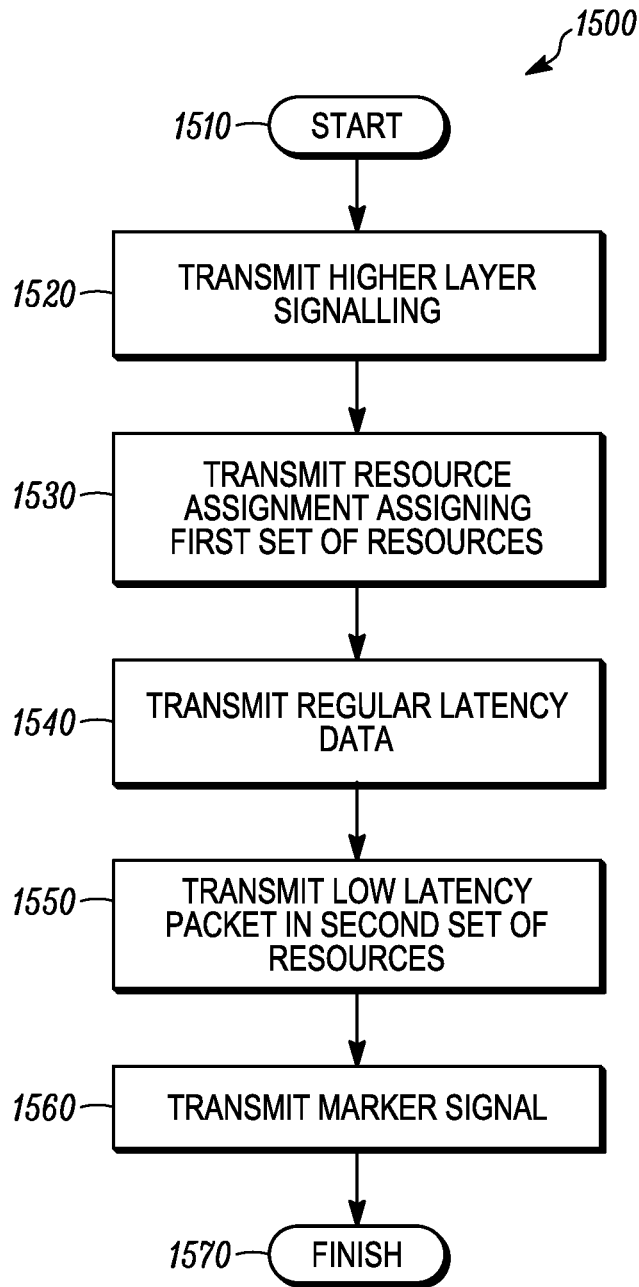 1500
1510
START
1520
TRANSMIT HIGHER LAYER
SIGNALLING
1530
TRANSMIT RESOURCE
ASSIGNMENT ASSIGNING
FIRST SET OF RESOURCES
1540
TRANSMIT REGULAR LATENCY
DATA
1550
TRANSMIT LOW LATENCY
PACKET IN SECOND SET OF
RESOURCES
1560
TRANSMIT MARKER SIGNAL
1570
FINISH